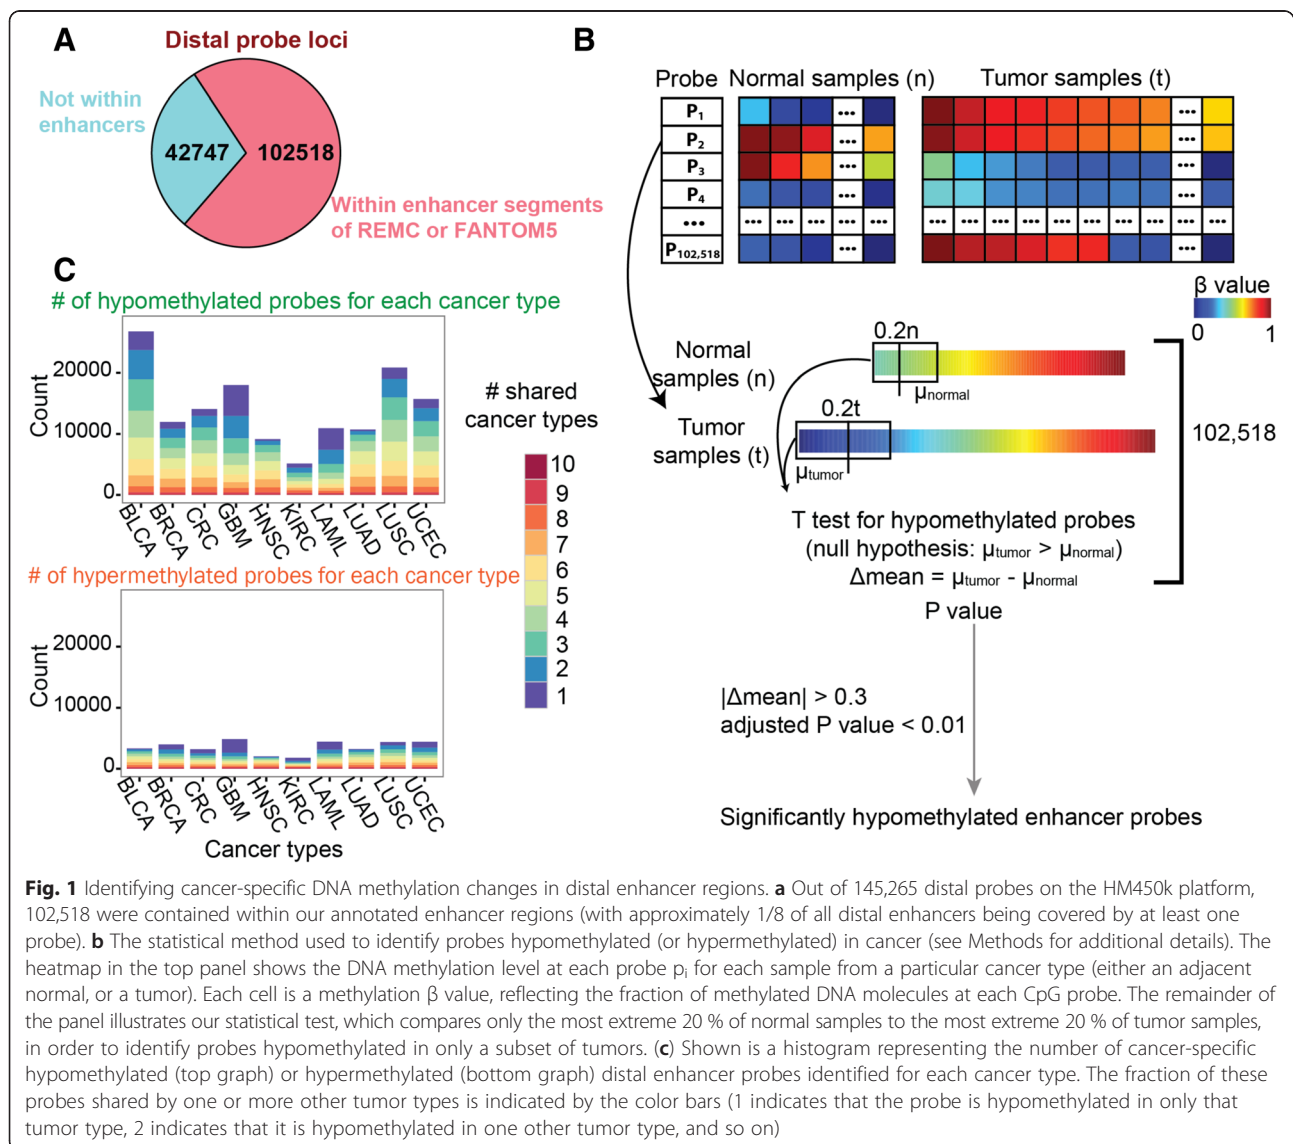 A
Distal probe loci
Not within
enhancers
42747
102518
Within enhancer segments
of REMC or FANTOM5
B
Probe
Normal samples (n)
Tumor samples (t)
P1
P2
P3
P4
...
P102,518
...
...
...
...
... ... ... ... ... ...
...
...
...
...
...
... ... ... ... ... ... ... ... ... ...
...
β value
0
1
0.2n
Normal
samples (n)
μnormal
0.2t
Tumor
samples (t)
μtumor
102,518
T test for hypomethylated probes
(null hypothesis: μtumor > μnormal)
Δmean = μtumor - μnormal
P value
|Δmean| > 0.3
adjusted P value < 0.01
Significantly hypomethylated enhancer probes
C
# of hypomethylated probes for each cancer type
Count
20000
10000
0
BLCA
BRCA
CRC
GBM
HNSC
KIRC
LAML
LUAD
LUSC
UCEC
# shared
cancer types
10
9
8
7
6
5
4
3
2
1
# of hypermethylated probes for each cancer type
Count
20000
10000
0
BLCA
BRCA
CRC
GBM
HNSC
KIRC
LAML
LUAD
LUSC
UCEC
Cancer types
Fig. 1 Identifying cancer-specific DNA methylation changes in distal enhancer regions. a Out of 145,265 distal probes on the HM450k platform,
102,518 were contained within our annotated enhancer regions (with approximately 1/8 of all distal enhancers being covered by at least one
probe). b The statistical method used to identify probes hypomethylated (or hypermethylated) in cancer (see Methods for additional details). The
heatmap in the top panel shows the DNA methylation level at each probe pi for each sample from a particular cancer type (either an adjacent
normal, or a tumor). Each cell is a methylation β value, reflecting the fraction of methylated DNA molecules at each CpG probe. The remainder of
the panel illustrates our statistical test, which compares only the most extreme 20 % of normal samples to the most extreme 20 % of tumor samples,
in order to identify probes hypomethylated in only a subset of tumors. (c) Shown is a histogram representing the number of cancer-specific
hypomethylated (top graph) or hypermethylated (bottom graph) distal enhancer probes identified for each cancer type. The fraction of these
probes shared by one or more other tumor types is indicated by the color bars (1 indicates that the probe is hypomethylated in only that
tumor type, 2 indicates that it is hypomethylated in one other tumor type, and so on)